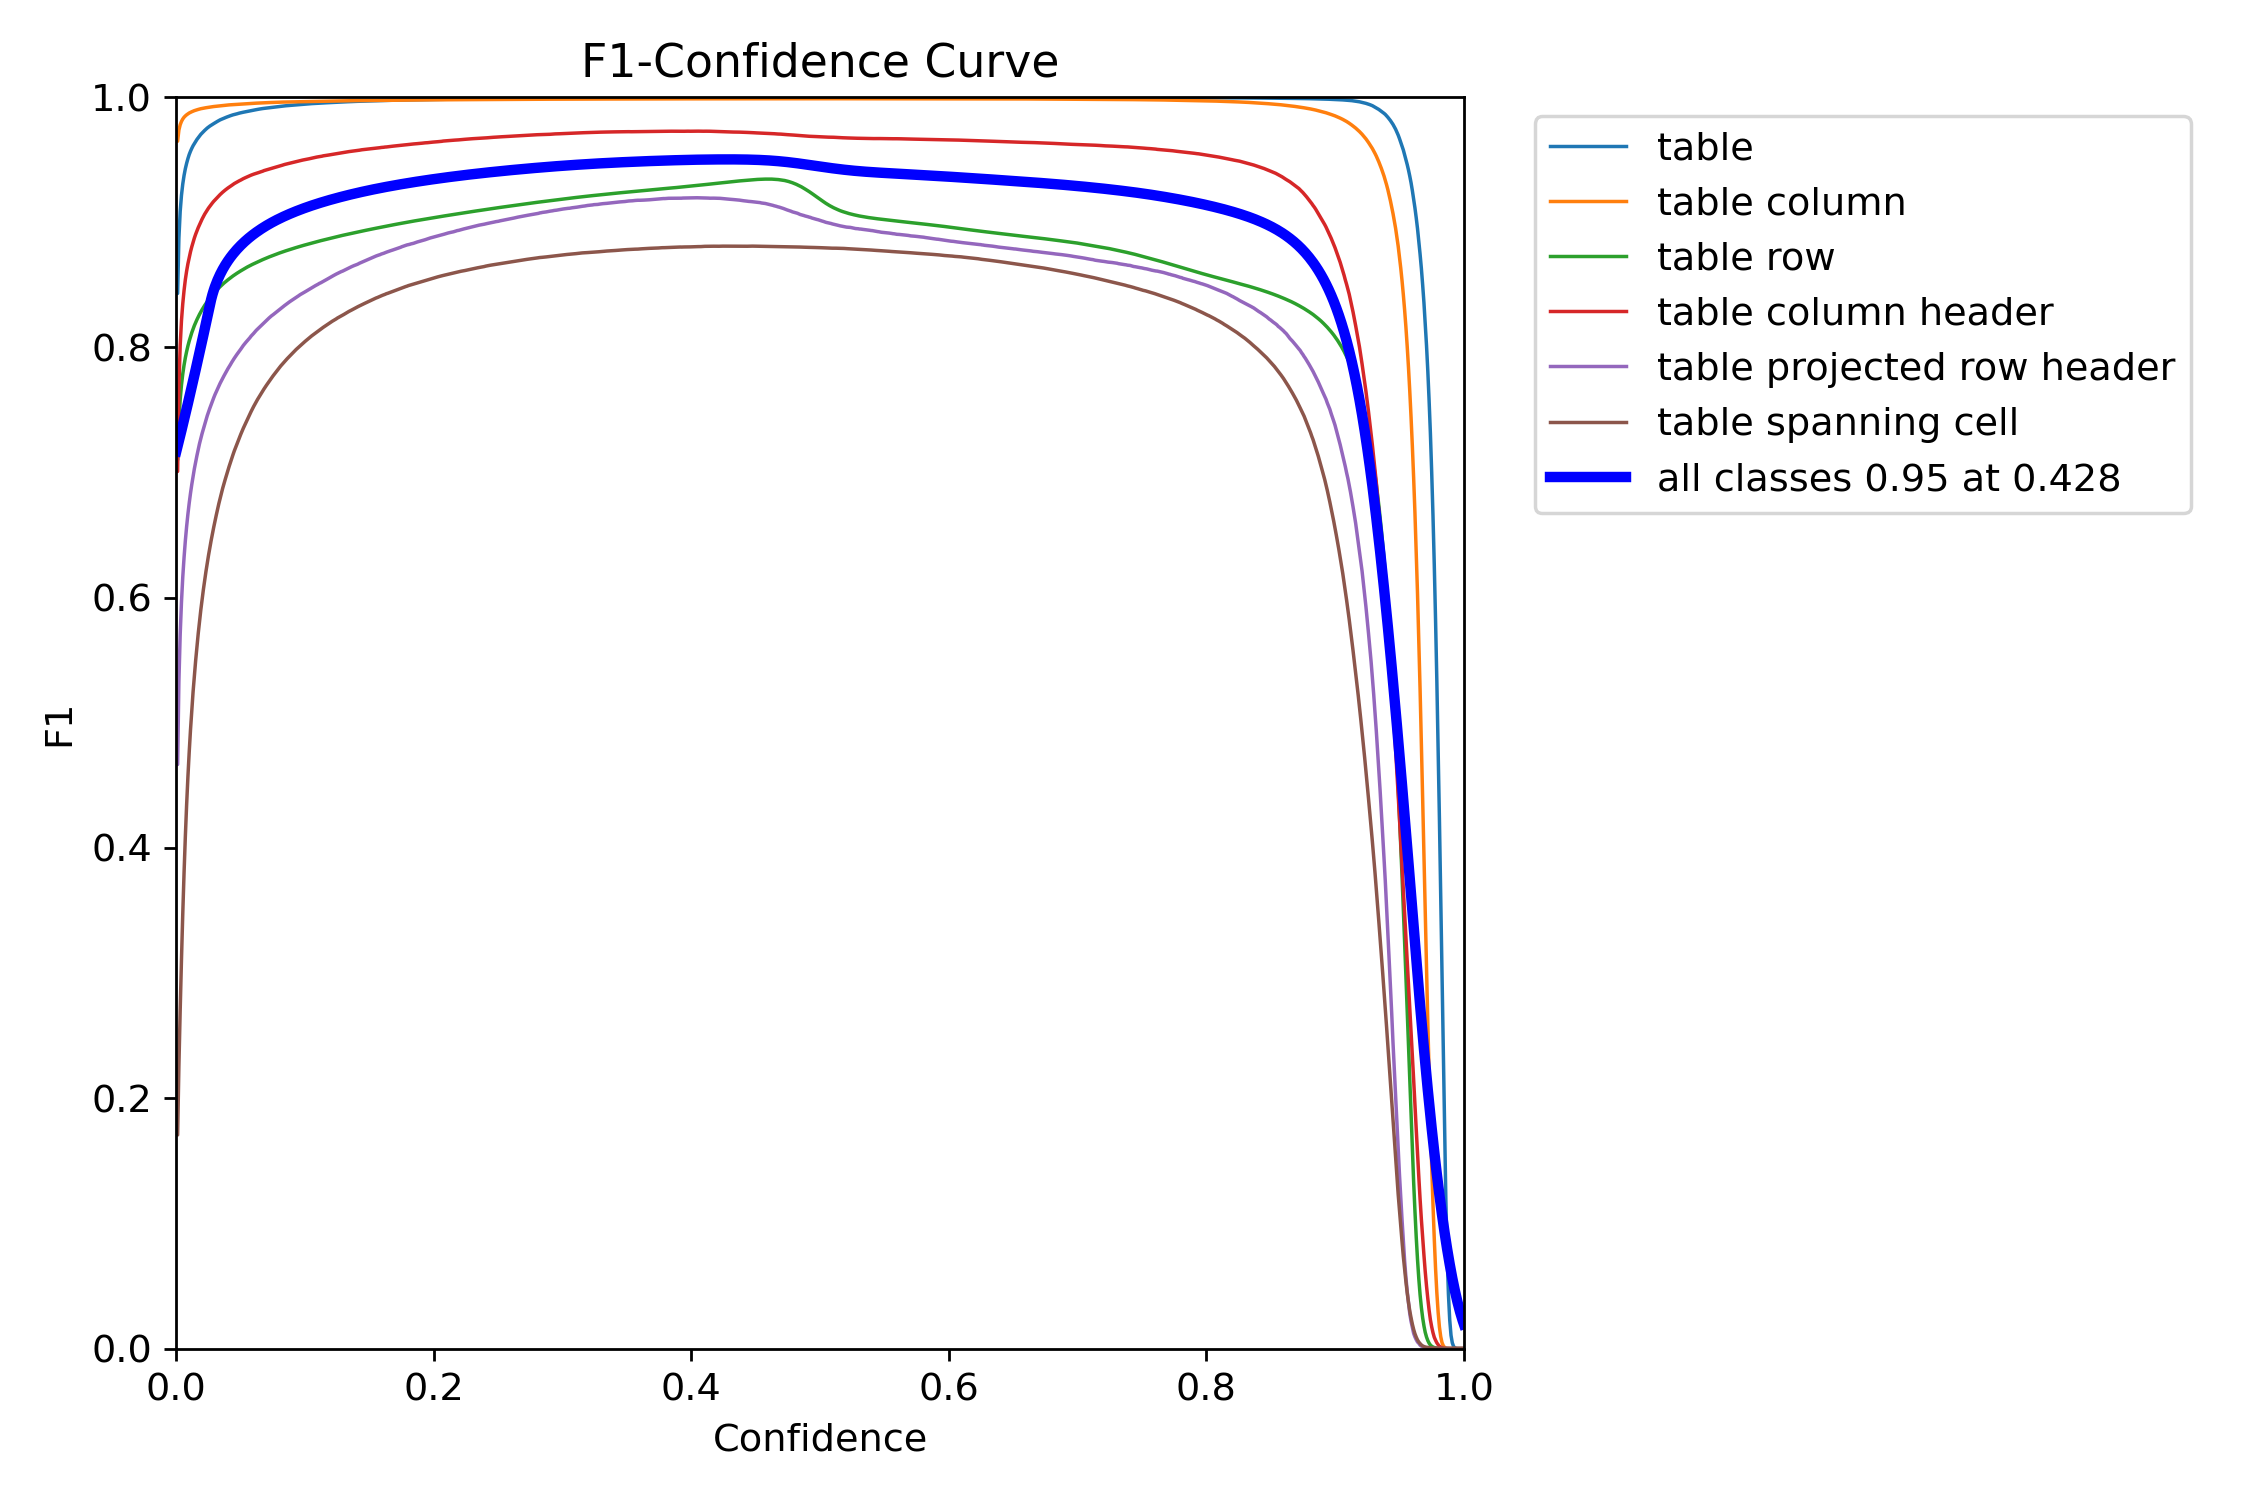 F1-Confidence Curve
1.0
0.8
0.6
0.4
0.2
0.0
F1
0.0 0.2 0.4 0.6 0.8 1.0
Confidence
table
table column
table row
table column header
table projected row header
table spanning cell
all classes 0.95 at 0.428